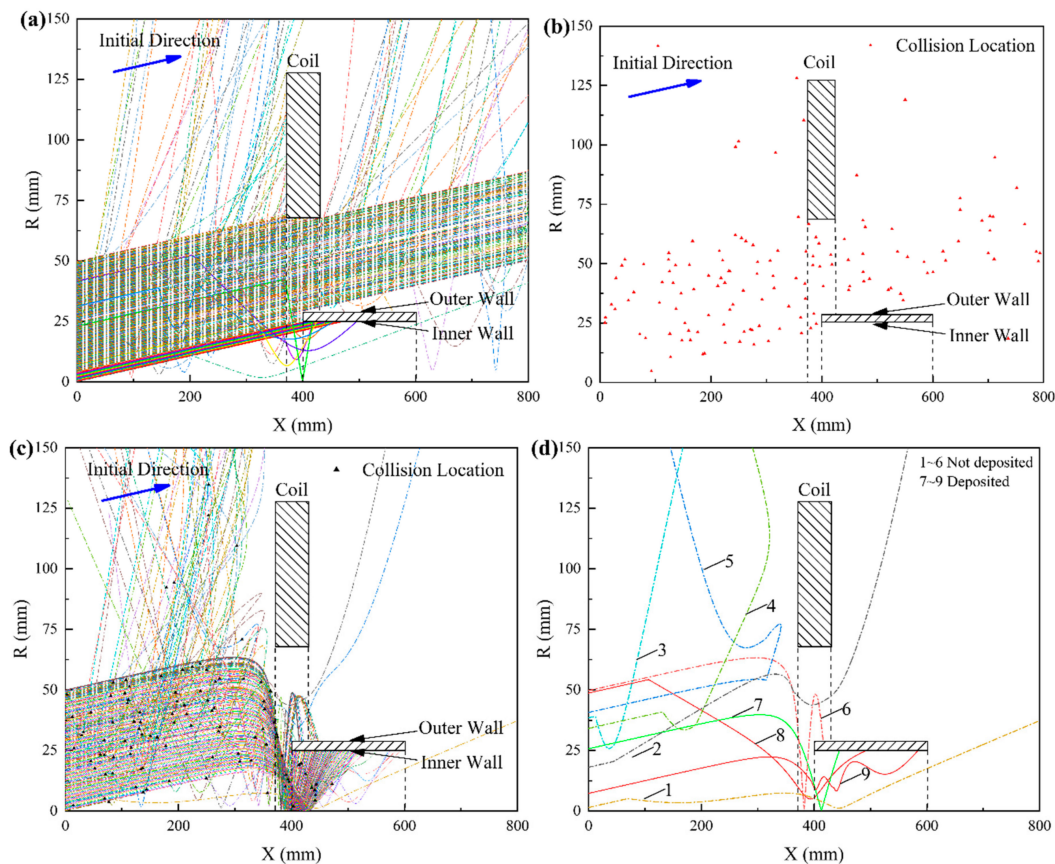 (a)
Initial Direction
Coil
Outer Wall
Inner Wall
R (mm)
150
125
100
75
50
25
0
0 200 400 600 800
X (mm)
(b)
Collision Location
Initial Direction
Coil
Outer Wall
Inner Wall
R (mm)
150
125
100
75
50
25
0
0 200 400 600 800
X (mm)
(c)
Initial Direction
Collision Location
Coil
Outer Wall
Inner Wall
R (mm)
150
125
100
75
50
25
0
0 200 400 600 800
X (mm)
(d)
1~6 Not deposited
7~9 Deposited
Coil
5
4
3
7
6
2
8
9
1
R (mm)
150
125
100
75
50
25
0
0 200 400 600 800
X (mm)